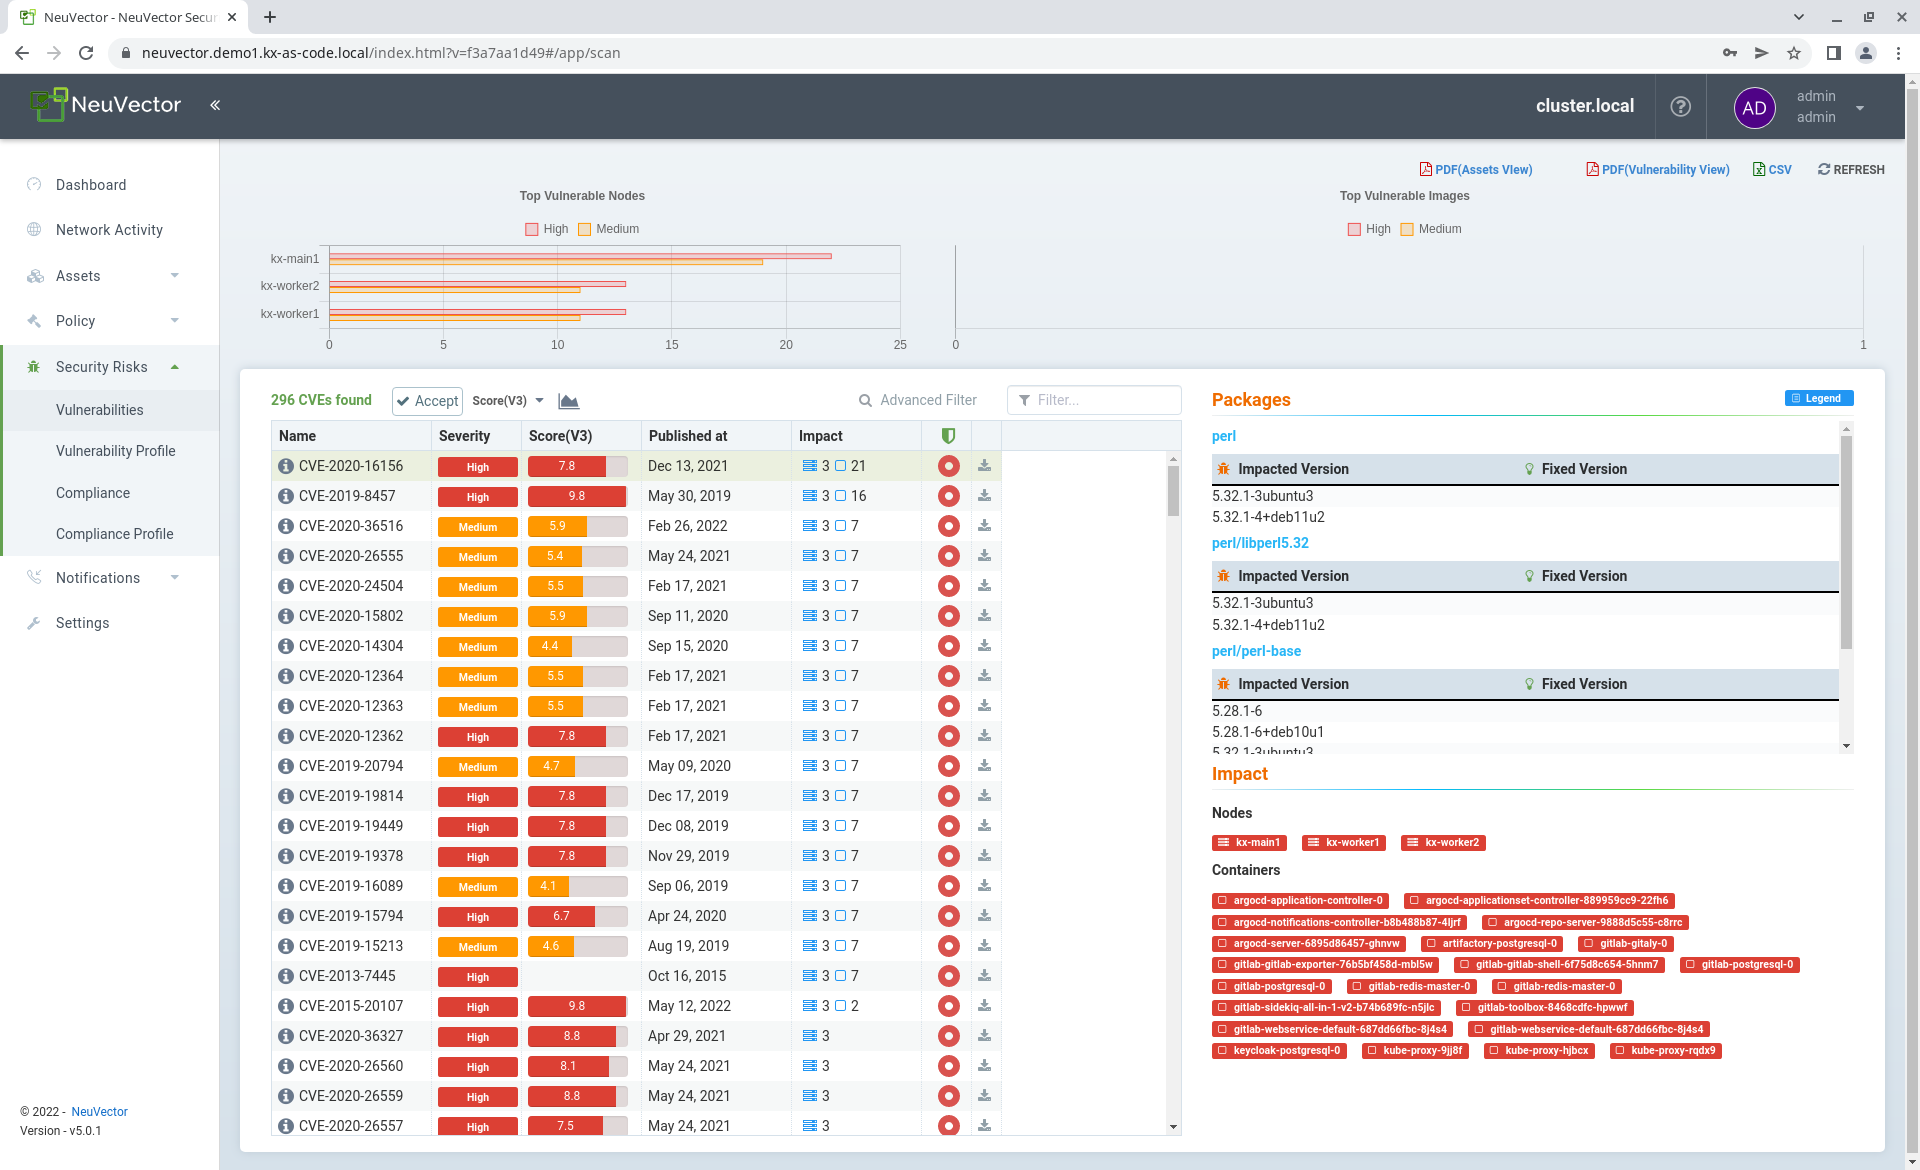 NeuVector - NeuVector Secur
neuvector.demo1.kx-as-code.local/index.html?v=f3a7aa1d49#/app/scan
NeuVector
cluster.local
AD
admin
admin
Dashboard
Network Activity
Assets
Policy
Security Risks
Vulnerabilities
Vulnerability Profile
Compliance
Compliance Profile
Notifications
Settings
© 2022 - NeuVector
Version - v5.0.1
PDF(Assets VIew) PDF(Vulnerability View) CSV REFRESH
Top Vulnerable Nodes
High Medium
kx-main1
kx-worker2
kx-worker1
0 5 10 15 20 25
Top Vulnerable Images
High Medium
0 1
296 CVEs found Accept Score(V3) Advanced Filter Filter...
Name Severity Score(V3) Published at Impact
CVE-2020-16156 High 7.8 Dec 13, 2021 3 21
CVE-2019-8457 High 9.8 May 30, 2019 3 16
CVE-2020-36516 Medium 5.9 Feb 26, 2022 3 7
CVE-2020-26555 Medium 5.4 May 24, 2021 3 7
CVE-2020-24504 Medium 5.5 Feb 17, 2021 3 7
CVE-2020-15802 Medium 5.9 Sep 11, 2020 3 7
CVE-2020-14304 Medium 4.4 Sep 15, 2020 3 7
CVE-2020-12364 Medium 5.5 Feb 17, 2021 3 7
CVE-2020-12363 Medium 5.5 Feb 17, 2021 3 7
CVE-2020-12362 High 7.8 Feb 17, 2021 3 7
CVE-2019-20794 Medium 4.7 May 09, 2020 3 7
CVE-2019-19814 High 7.8 Dec 17, 2019 3 7
CVE-2019-19449 High 7.8 Dec 08, 2019 3 7
CVE-2019-19378 High 7.8 Nov 29, 2019 3 7
CVE-2019-16089 Medium 4.1 Sep 06, 2019 3 7
CVE-2019-15794 High 6.7 Apr 24, 2020 3 7
CVE-2019-15213 Medium 4.6 Aug 19, 2019 3 7
CVE-2013-7445 High Oct 16, 2015 3 7
CVE-2015-20107 High 9.8 May 12, 2022 3 2
CVE-2020-36327 High 8.8 Apr 29, 2021 3
CVE-2020-26560 High 8.1 May 24, 2021 3
CVE-2020-26559 High 8.8 May 24, 2021 3
CVE-2020-26557 High 7.5 May 24, 2021 3
Packages Legend
perl
Impacted Version Fixed Version
5.32.1-3ubuntu3
5.32.1-4+deb11u2
perl/libperl5.32
Impacted Version Fixed Version
5.32.1-3ubuntu3
5.32.1-4+deb11u2
perl/perl-base
Impacted Version Fixed Version
5.28.1-6
5.28.1-6+deb10u1
5.32.1-3ubuntu3
Impact
Nodes
kx-main1 kx-worker1 kx-worker2
Containers
argocd-application-controller-0 argocd-applicationset-controller-889959cc9-22fh6
argocd-notifications-controller-b8b488b87-4ljrf argocd-repo-server-9888d5c55-c8rrc
argocd-server-6895d86457-ghnvw artifactory-postgresql-0 gitlab-gitaly-0
gitlab-gitlab-exporter-76b5bf458d-mbl5w gitlab-gitlab-shell-6f75d8c654-5hnm7 gitlab-postgresql-0
gitlab-postgresql-0 gitlab-redis-master-0 gitlab-redis-master-0
gitlab-sidekiq-all-in-1-v2-b74b689fc-n5jlc gitlab-toolbox-8468cdfc-hpwwf
gitlab-webservice-default-687dd66fbc-8j4s4 gitlab-webservice-default-687dd66fbc-8j4s4
keycloak-postgresql-0 kube-proxy-9jj8f kube-proxy-hjbcx kube-proxy-rqdx9